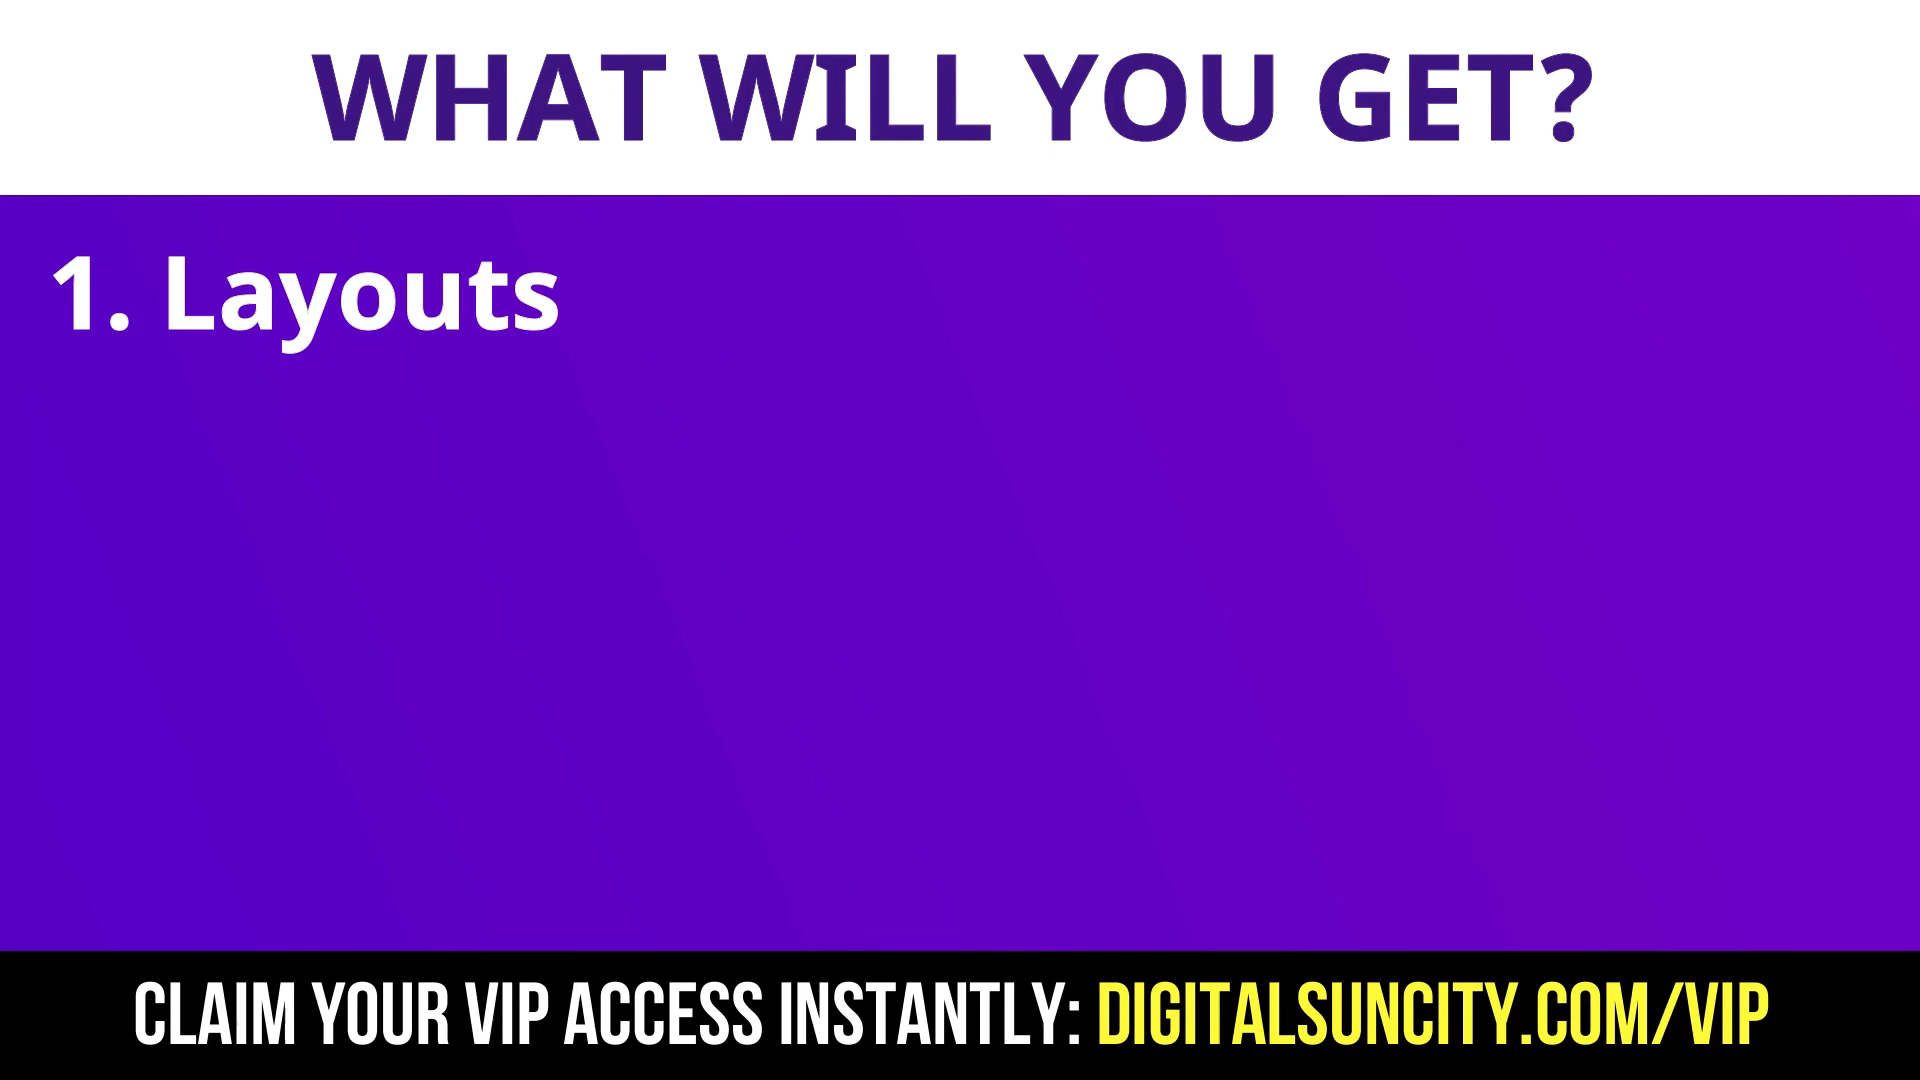 WHAT WILL YOU GET?
1. Layouts
CLAIM YOUR VIP ACCESS INSTANTLY: DIGITALSUNCITY.COM/VIP